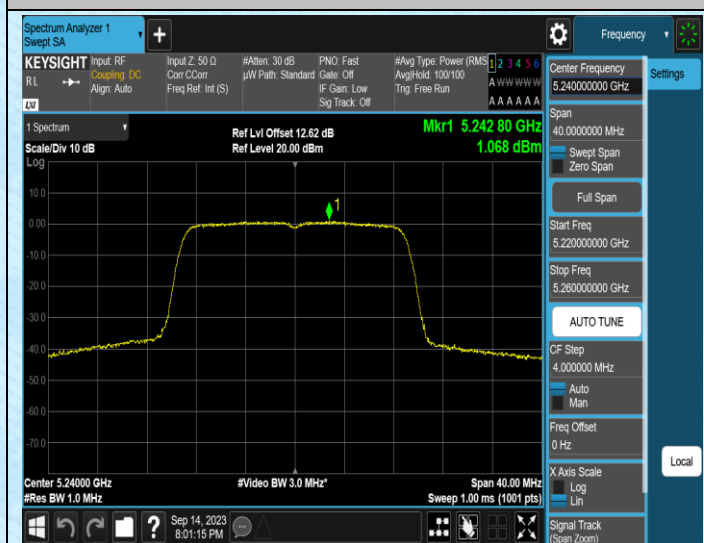 Spectrum Analyzer 1
Swept SA
+
Frequency
KEYSIGHT
R L
LXI
Input: RF
Coupling: DC
Align: Auto
Input Z: 50 Ω
Corr CCorr
Freq Ref: Int (S)
#Atten: 30 dB
µW Path: Standard
PNO: Fast
Gate: Off
IF Gain: Low
Sig Track: Off
#Avg Type: Power (RMS
Avg|Hold: 100/100
Trig: Free Run
1 2 3 4 5 6
A W W W W W
A A A A A A
Center Frequency
5.240000000 GHz
Settings
Span
40.0000000 MHz
Swept Span
Zero Span
Full Span
Start Freq
5.220000000 GHz
Stop Freq
5.260000000 GHz
AUTO TUNE
CF Step
4.000000 MHz
Auto
Man
Freq Offset
0 Hz
X Axis Scale
Log
Lin
Signal Track
(Span Zoom)
Local
1 Spectrum
Scale/Div 10 dB
Log
Ref Lvl Offset 12.62 dB
Ref Level 20.00 dBm
Mkr1 5.242 80 GHz
1.068 dBm
1
10.0
0.00
-10.0
-20.0
-30.0
-40.0
-50.0
-60.0
-70.0
Center 5.24000 GHz
#Res BW 1.0 MHz
#Video BW 3.0 MHz*
Span 40.00 MHz
Sweep 1.00 ms (1001 pts)
?
Sep 14, 2023
8:01:15 PM